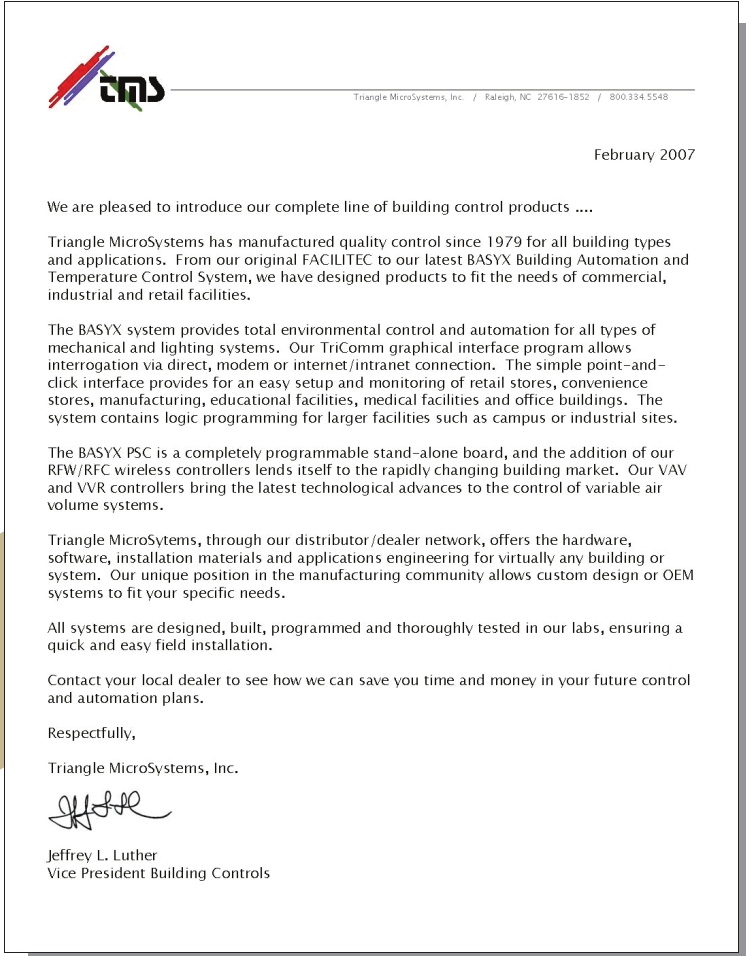 tms
Triangle MicroSystems, Inc. / Raleigh, NC 27616-1852 / 800.334.5548
February 2007
We are pleased to introduce our complete line of building control products ....
Triangle MicroSystems has manufactured quality control since 1979 for all building types
and applications. From our original FACILITEC to our latest BASYX Building Automation and
Temperature Control System, we have designed products to fit the needs of commercial,
industrial and retail facilities.
The BASYX system provides total environmental control and automation for all types of
mechanical and lighting systems. Our TriComm graphical interface program allows
interrogation via direct, modem or internet/intranet connection. The simple point-and-
click interface provides for an easy setup and monitoring of retail stores, convenience
stores, manufacturing, educational facilities, medical facilities and office buildings. The
system contains logic programming for larger facilities such as campus or industrial sites.
The BASYX PSC is a completely programmable stand-alone board, and the addition of our
RFW/RFC wireless controllers lends itself to the rapidly changing building market. Our VAV
and VVR controllers bring the latest technological advances to the control of variable air
volume systems.
Triangle MicroSytems, through our distributor/dealer network, offers the hardware,
software, installation materials and applications engineering for virtually any building or
system. Our unique position in the manufacturing community allows custom design or OEM
systems to fit your specific needs.
All systems are designed, built, programmed and thoroughly tested in our labs, ensuring a
quick and easy field installation.
Contact your local dealer to see how we can save you time and money in your future control
and automation plans.
Respectfully,
Triangle MicroSystems, Inc.
Jeffrey L. Luther
Vice President Building Controls